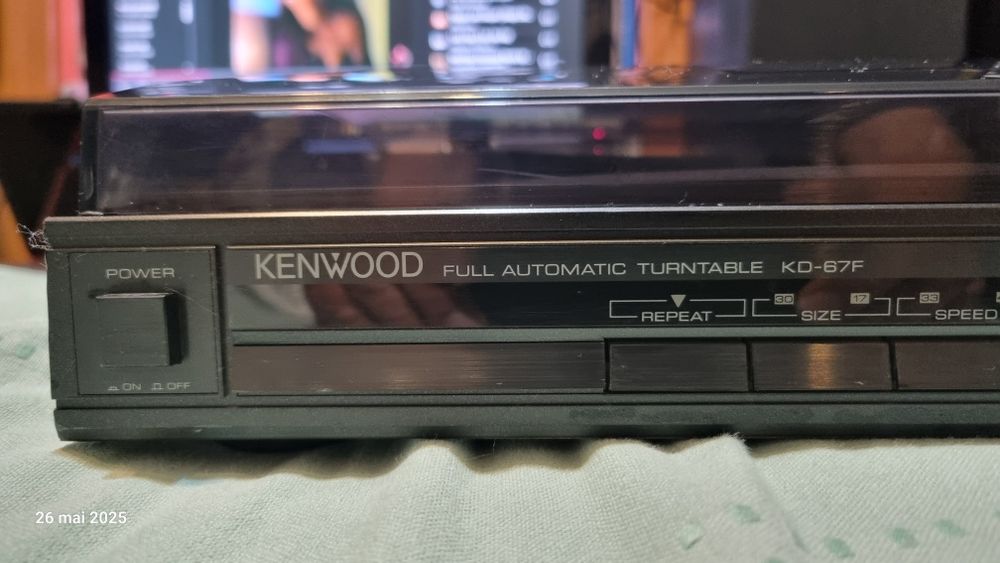 POWER
KENWOOD FULL AUTOMATIC TURNTABLE KD-67F
30 17 33
REPEAT SIZE SPEED
ON OFF
26 mai 2025